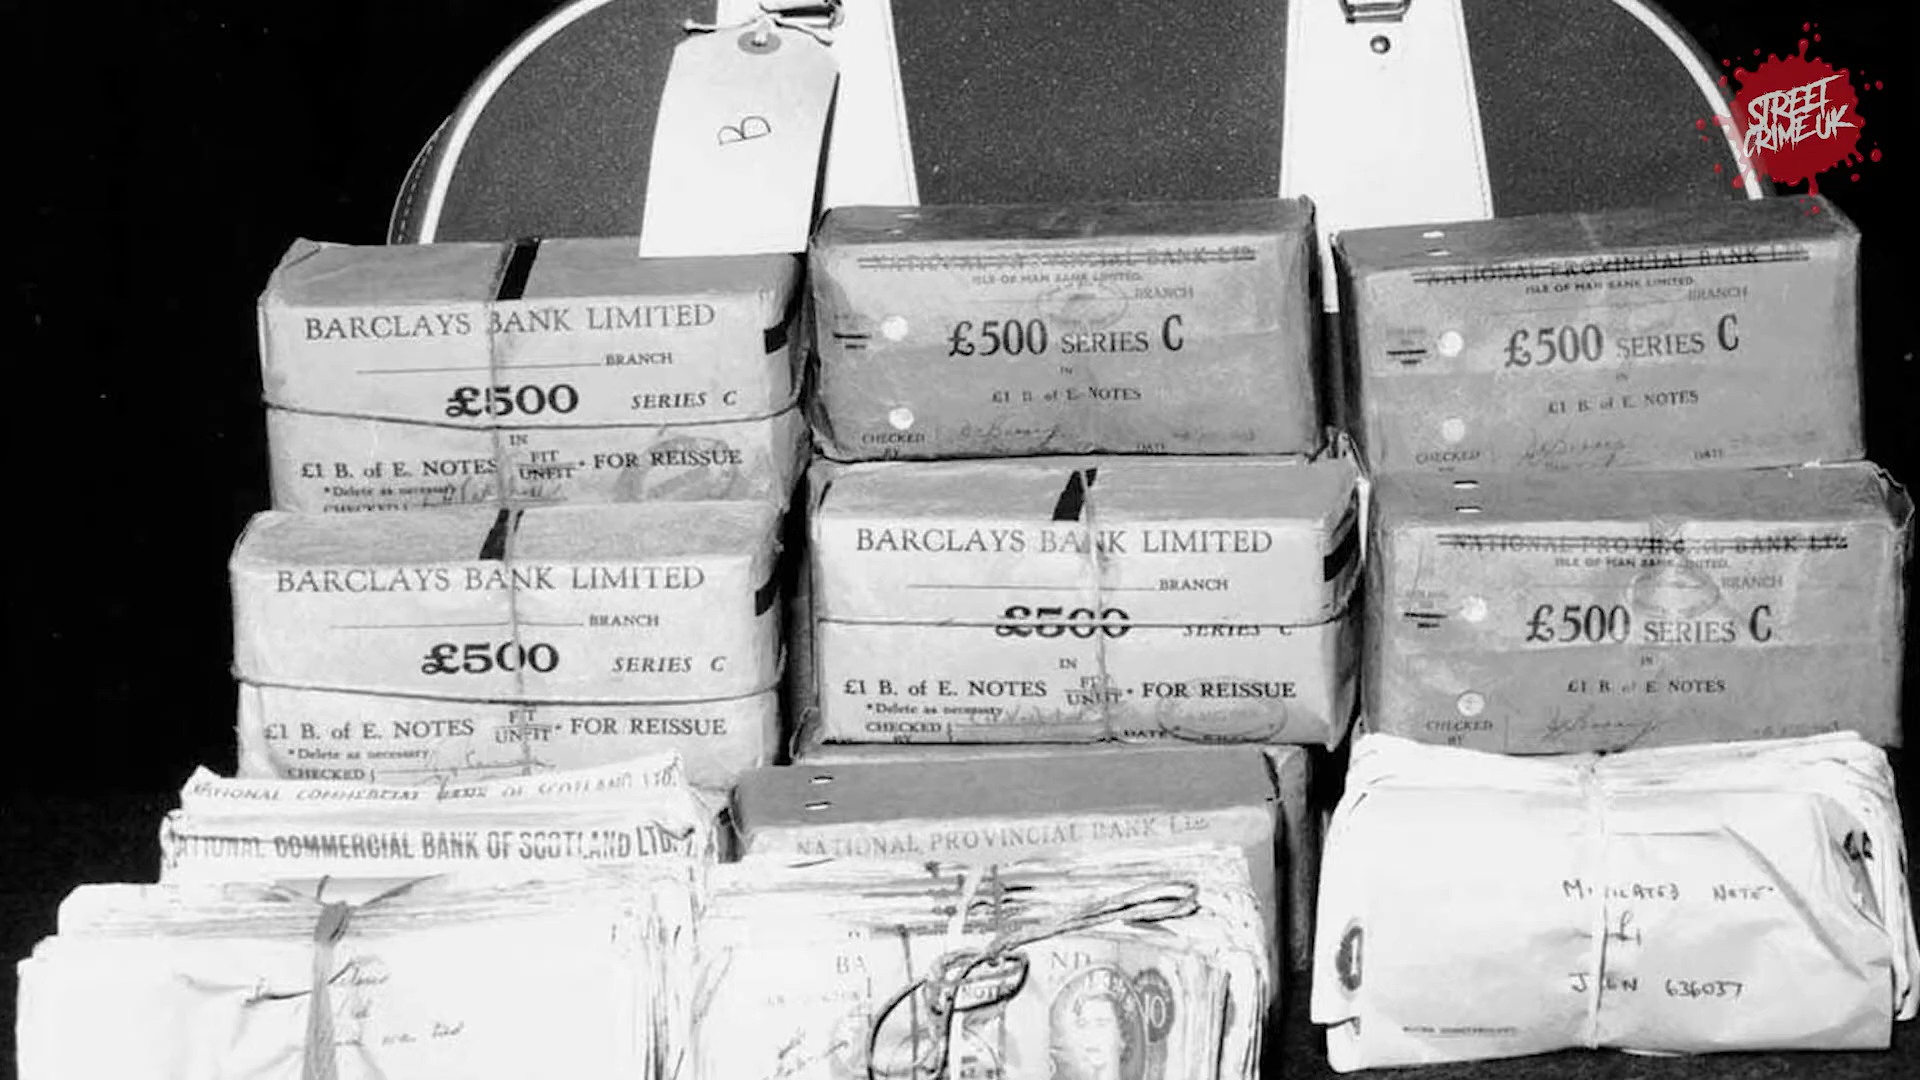 B
STREET
CRIME UK
BARCLAYS BANK LIMITED
BRANCH
£500 SERIES C
IN
£1 B. of E. NOTES FIT UNFIT * FOR REISSUE
*Delete as necessary
CHECKED
NATIONAL PROVINCIAL BANK LTD
ISLE OF MAN BANK LIMITED.
BRANCH
£500 SERIES C
IN
£1 B. of E. NOTES
CHECKED
BY
DATE
NATIONAL PROVINCIAL BANK LTD
ISLE OF MAN BANK LIMITED
BRANCH
£500 SERIES C
IN
£1 B. of E. NOTES
CHECKED
DATE
BARCLAYS BANK LIMITED
BRANCH
£500 SERIES C
£1 B. of E. NOTES FIT UNFIT * FOR REISSUE
*Delete as necessary
CHECKED
BARCLAYS BANK LIMITED
BRANCH
£500 SERIES C
IN
£1 B. of E. NOTES FIT UNFIT * FOR REISSUE
*Delete as necessary
CHECKED
BY
DATE
NATIONAL PROVINCIAL BANK LTD
ISLE OF MAN BANK LIMITED.
BRANCH
£500 SERIES C
IN
£1 B. of E. NOTES
CHECKED
BY
NATIONAL COMMERCIAL BANK OF SCOTLAND LTD.
NATIONAL COMMERCIAL BANK OF SCOTLAND LTD.
NATIONAL PROVINCIAL BANK LTD
MUTILATED NOTE
636037